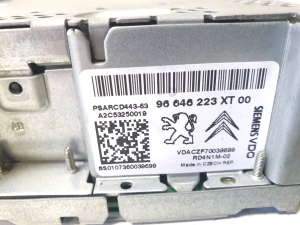 PSARCD443-63
96 646 223 XT 00
A2C53250019
SIEMENS VDO
VDACZF70039699
RD4N1M-02
Made in CZECH REP.
BS0107360039699